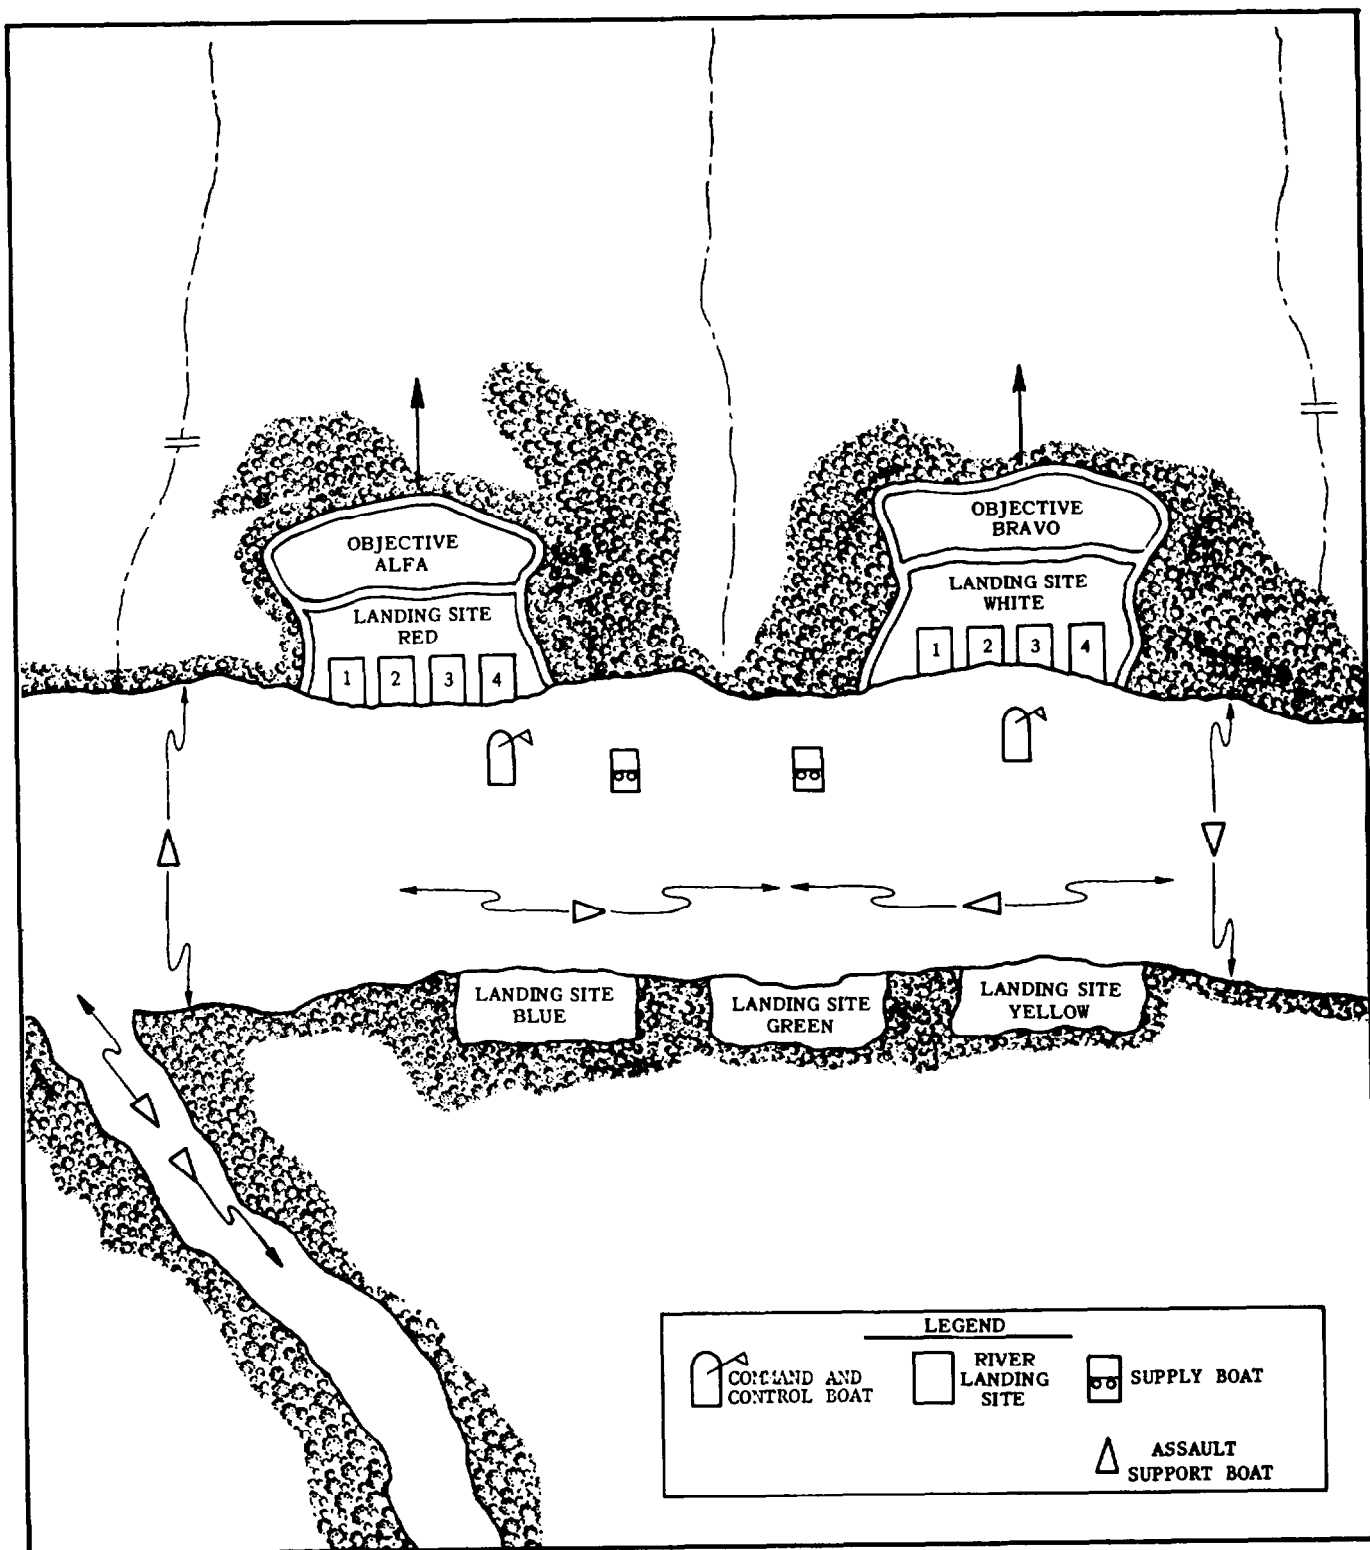 OBJECTIVE
ALFA
LANDING SITE
RED
1 2 3 4
OBJECTIVE
BRAVO
LANDING SITE
WHITE
1 2 3 4
LANDING SITE
BLUE
LANDING SITE
GREEN
LANDING SITE
YELLOW
LEGEND
COMMAND AND
CONTROL BOAT
RIVER
LANDING
SITE
SUPPLY BOAT
ASSAULT
SUPPORT BOAT